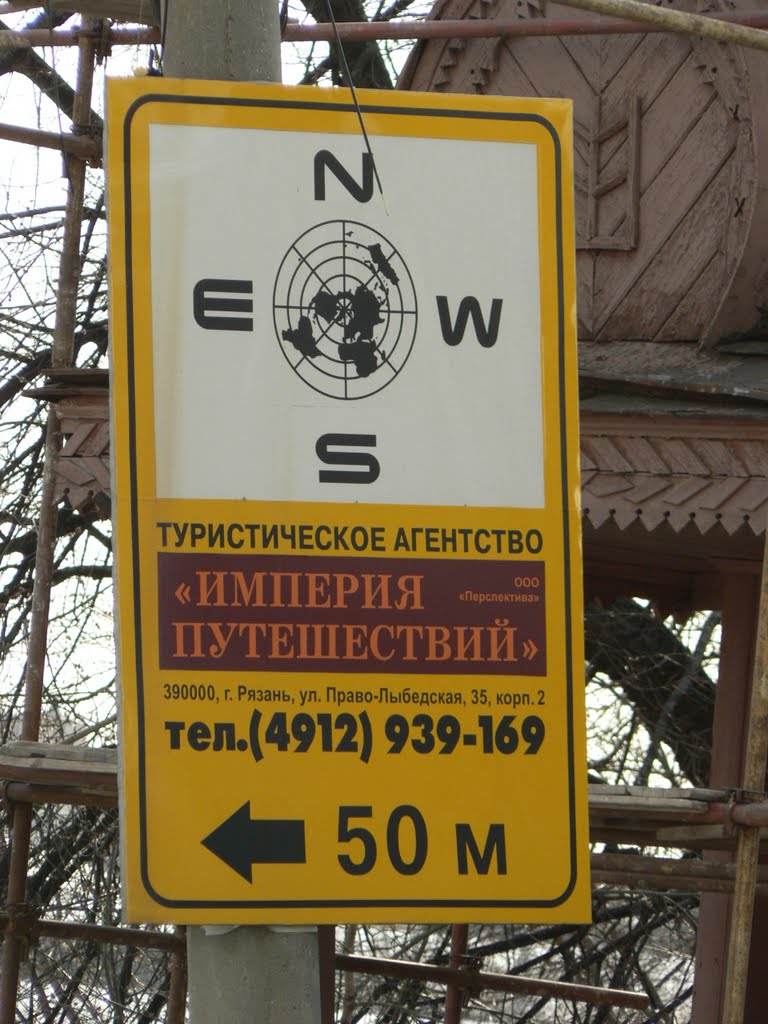 N
E W
S
ТУРИСТИЧЕСКОЕ АГЕНТСТВО
«ИМПЕРИЯ
ООО
«Перспектива»
ПУТЕШЕСТВИЙ»
390000, г. Рязань, ул. Право-Лыбедская, 35, корп. 2
тел.(4912) 939-169
50 м